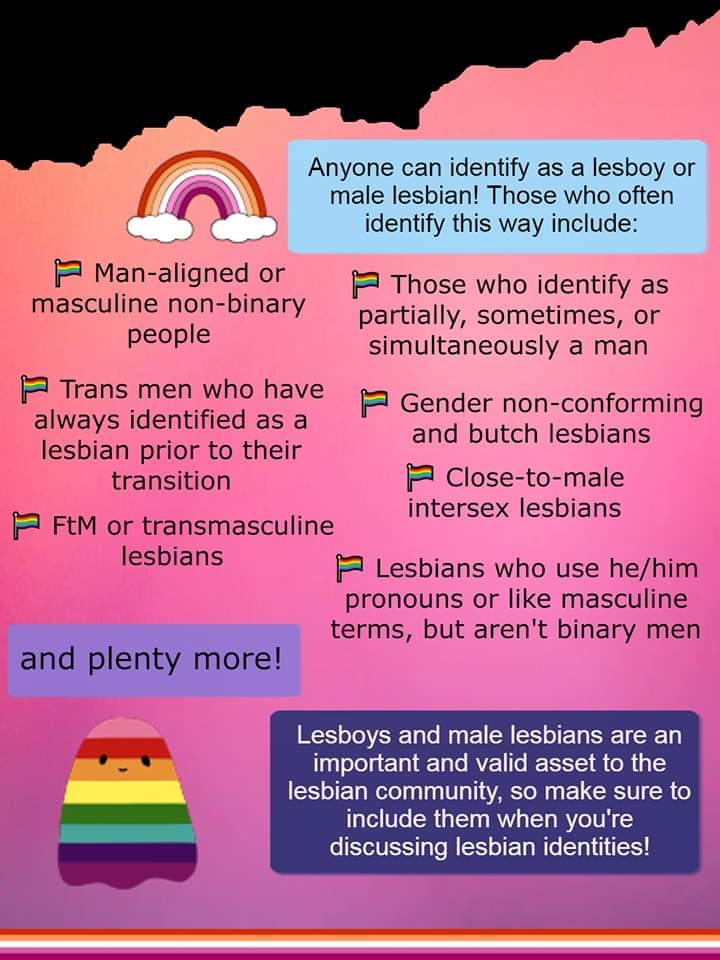 Anyone can identify as a lesboy or
male lesbian! Those who often
identify this way include:
Man-aligned or
masculine non-binary
people
Trans men who have
always identified as a
lesbian prior to their
transition
FtM or transmasculine
lesbians
Those who identify as
partially, sometimes, or
simultaneously a man
Gender non-conforming
and butch lesbians
Close-to-male
intersex lesbians
Lesbians who use he/him
pronouns or like masculine
terms, but aren't binary men
and plenty more!
Lesboys and male lesbians are an
important and valid asset to the
lesbian community, so make sure to
include them when you're
discussing lesbian identities!